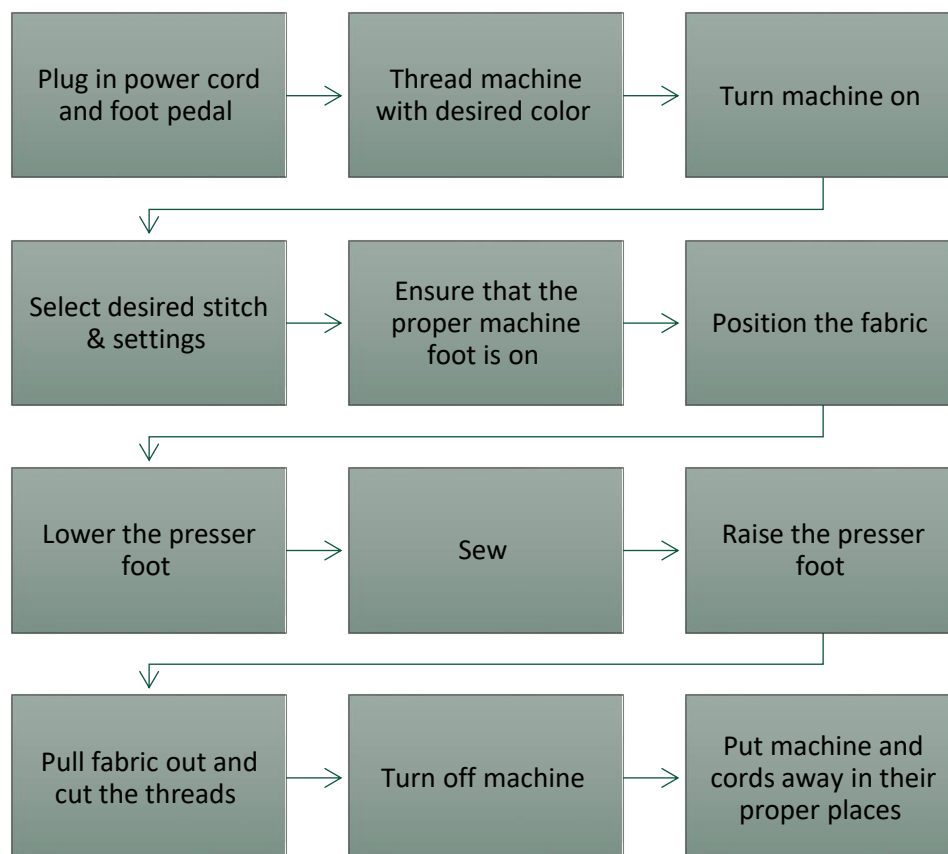 Plug in power cord
and foot pedal
Thread machine
with desired color
Turn machine on
Select desired stitch
& settings
Ensure that the
proper machine
foot is on
Position the fabric
Lower the presser
foot
Sew
Raise the presser
foot
Pull fabric out and
cut the threads
Turn off machine
Put machine and
cords away in their
proper places